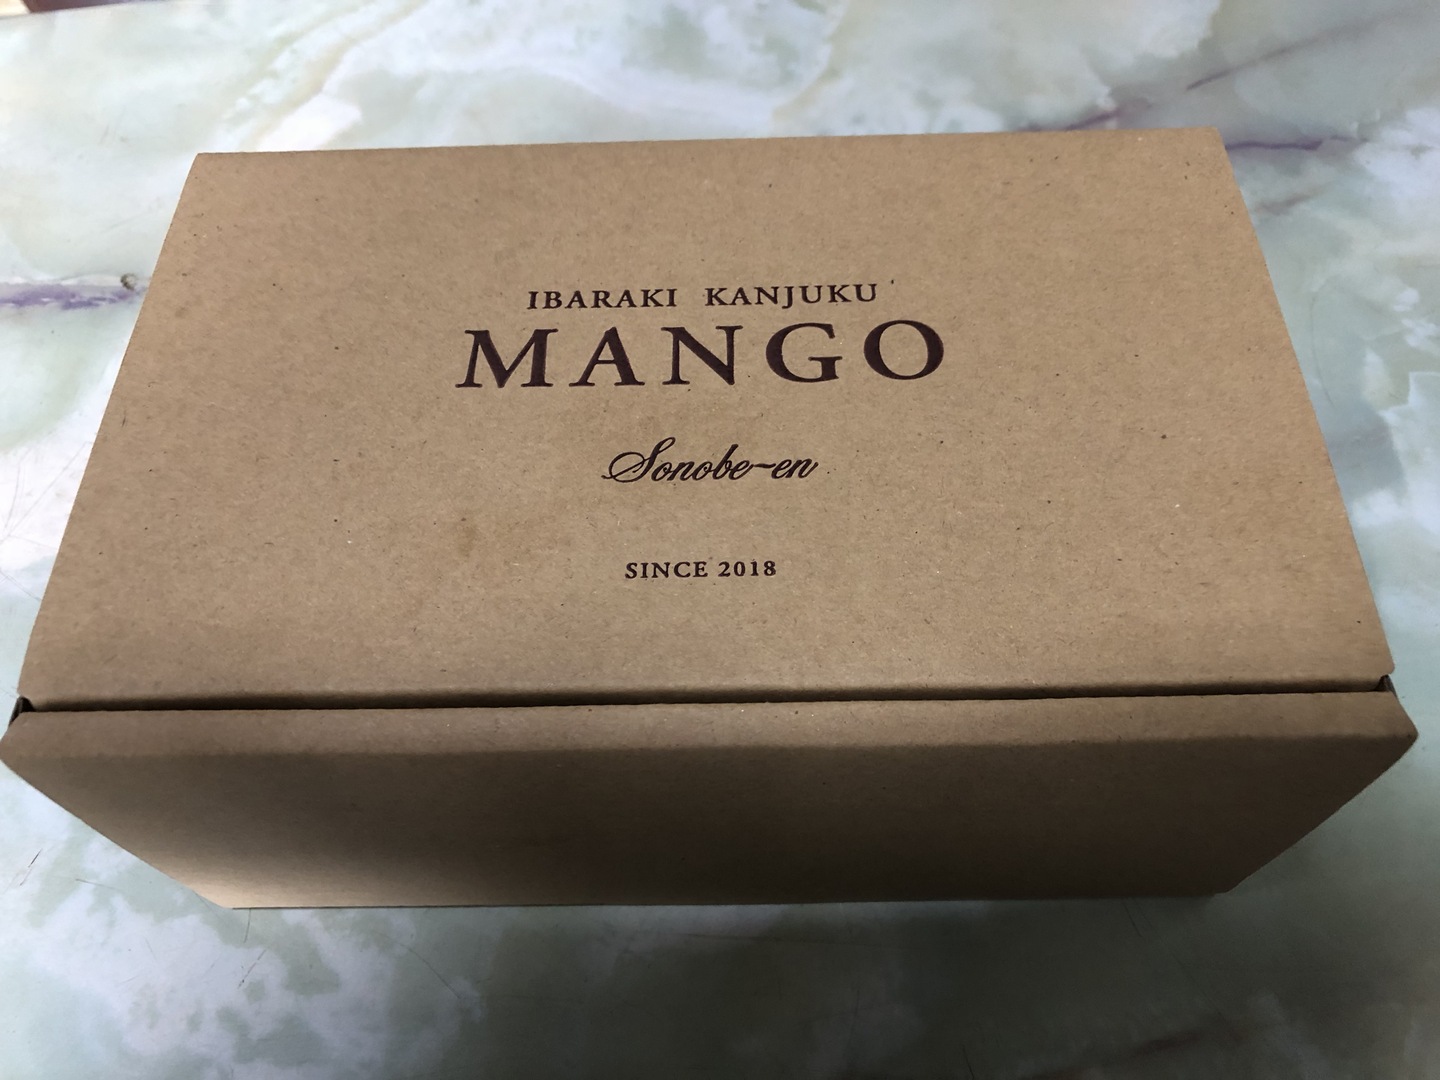 IBARAKI KANJUKU
MANGO
Sonobe-en
SINCE 2018